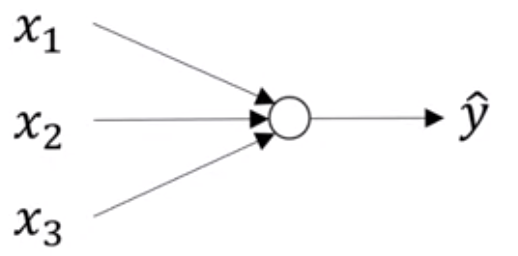 x₁
x₂
ŷ
x₃